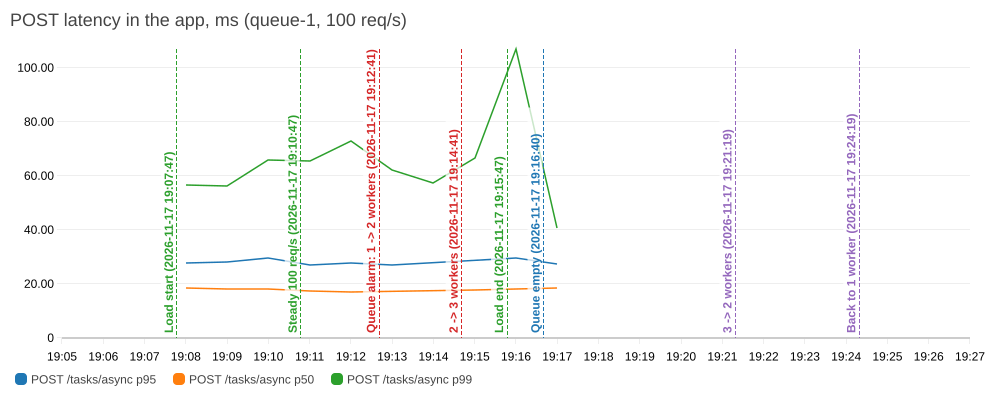 POST latency in the app, ms (queue-1, 100 req/s)
100.00
80.00
60.00
40.00
20.00
0
Load start (2026-11-17 19:07:47)
Steady 100 req/s (2026-11-17 19:10:47)
Queue alarm: 1 -> 2 workers (2026-11-17 19:12:41)
2 -> 3 workers (2026-11-17 19:14:41)
Load end (2026-11-17 19:15:47)
Queue empty (2026-11-17 19:16:40)
3 -> 2 workers (2026-11-17 19:21:19)
Back to 1 worker (2026-11-17 19:24:19)
19:05 19:06 19:07 19:08 19:09 19:10 19:11 19:12 19:13 19:14 19:15 19:16 19:17 19:18 19:19 19:20 19:21 19:22 19:23 19:24 19:25 19:26 19:27
POST /tasks/async p95 POST /tasks/async p50 POST /tasks/async p99